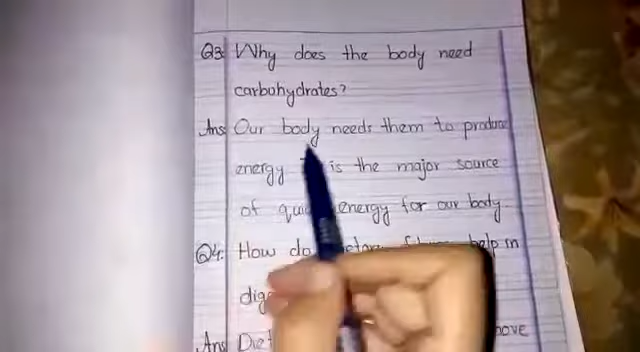 Q3. Why does the body need
carbohydrates?
Ans Our body needs them to produce
energy is the major source
of energy for our body.
Q4. How do help in
Ans